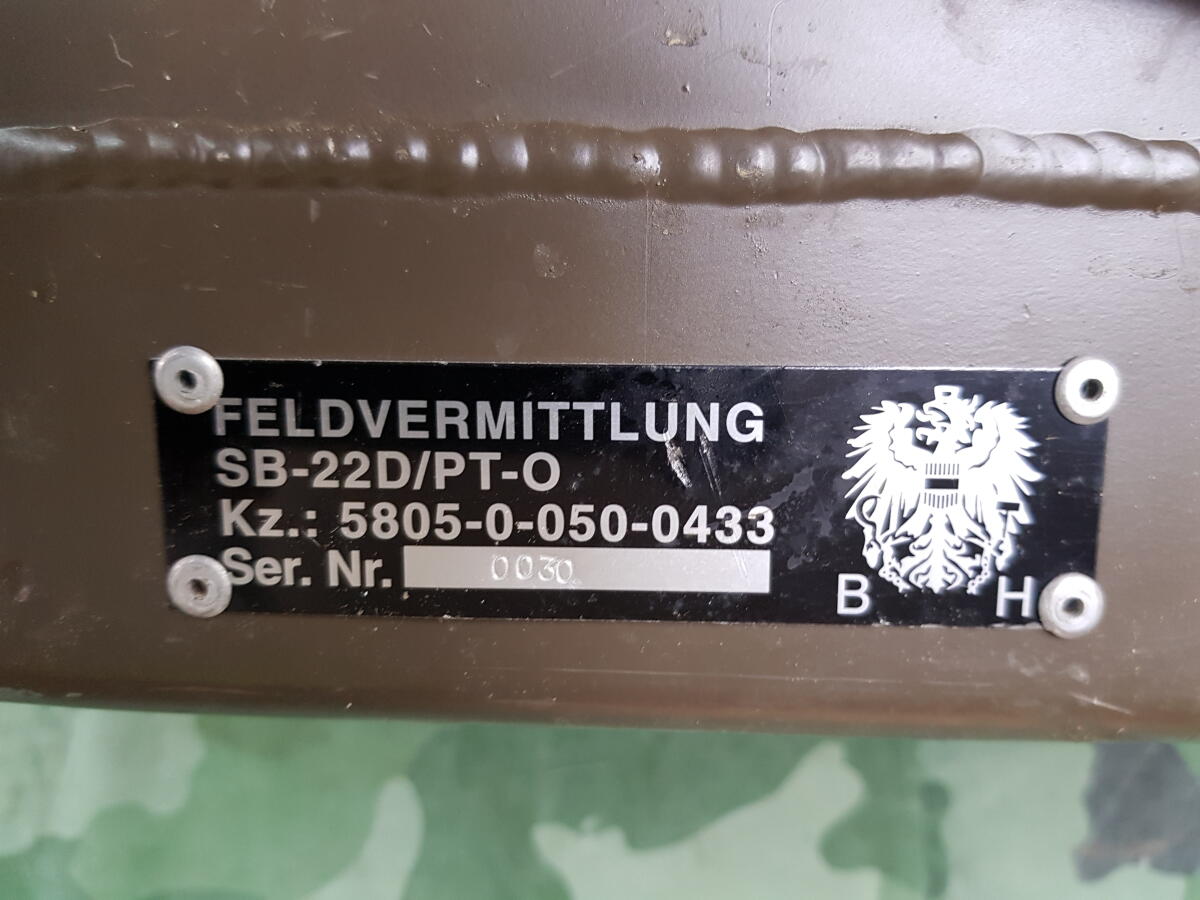 FELDVERMITTLUNG
SB-22D/PT-O
Kz.: 5805-0-050-0433
Ser. Nr. 0030
B H